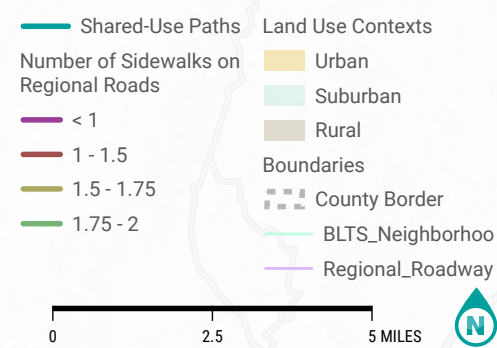 Shared-Use Paths
Number of Sidewalks on
Regional Roads
< 1
1 - 1.5
1.5 - 1.75
1.75 - 2
Land Use Contexts
Urban
Suburban
Rural
Boundaries
County Border
BLTS_Neighborhoo
Regional_Roadway
0 2.5 5 MILES
N